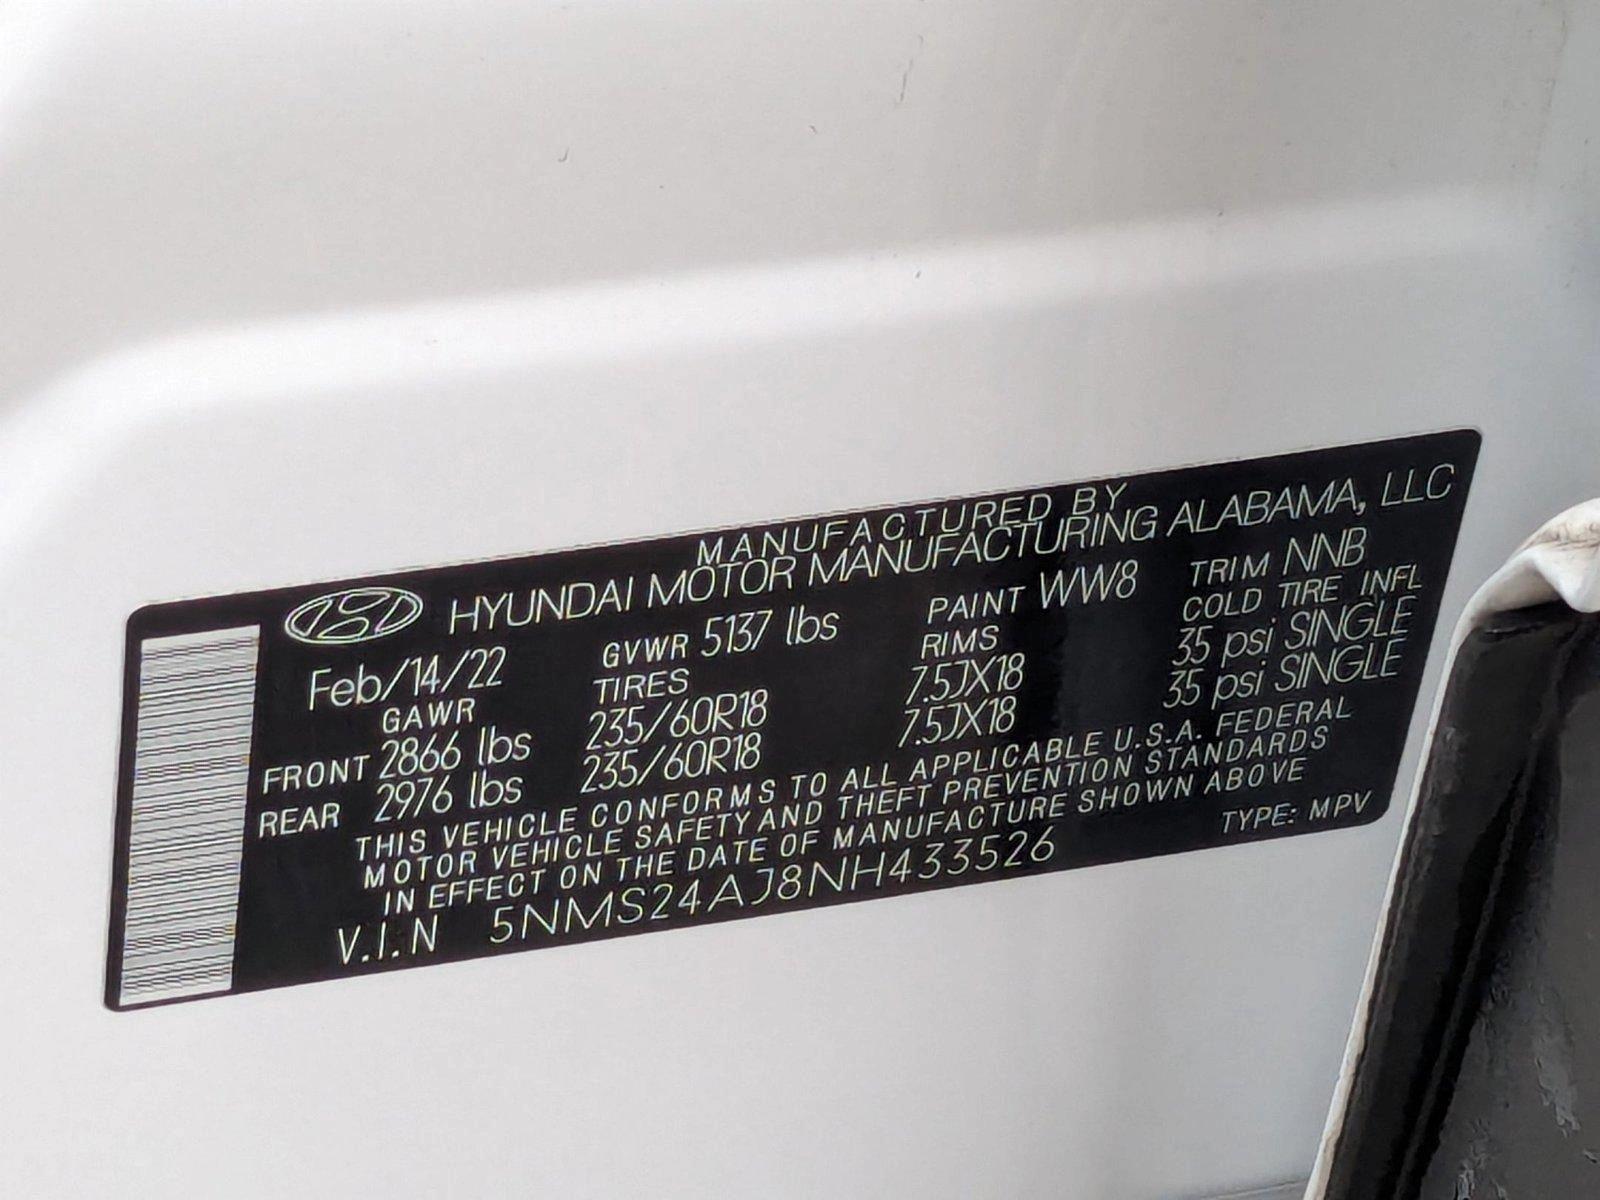 MANUFACTURED BY
HYUNDAI MOTOR MANUFACTURING ALABAMA, LLC
Feb/14/22 GVWR 5137 lbs PAINT WW8 TRIM NNB
GAWR TIRES RIMS COLD TIRE INFL
FRONT 2866 lbs 235/60R18 7.5JX18 35 psi SINGLE
REAR 2976 lbs 235/60R18 7.5JX18 35 psi SINGLE
THIS VEHICLE CONFORMS TO ALL APPLICABLE U.S.A. FEDERAL
MOTOR VEHICLE SAFETY AND THEFT PREVENTION STANDARDS
IN EFFECT ON THE DATE OF MANUFACTURE SHOWN ABOVE
V.I.N 5NMS24AJ8NH433526 TYPE: MPV